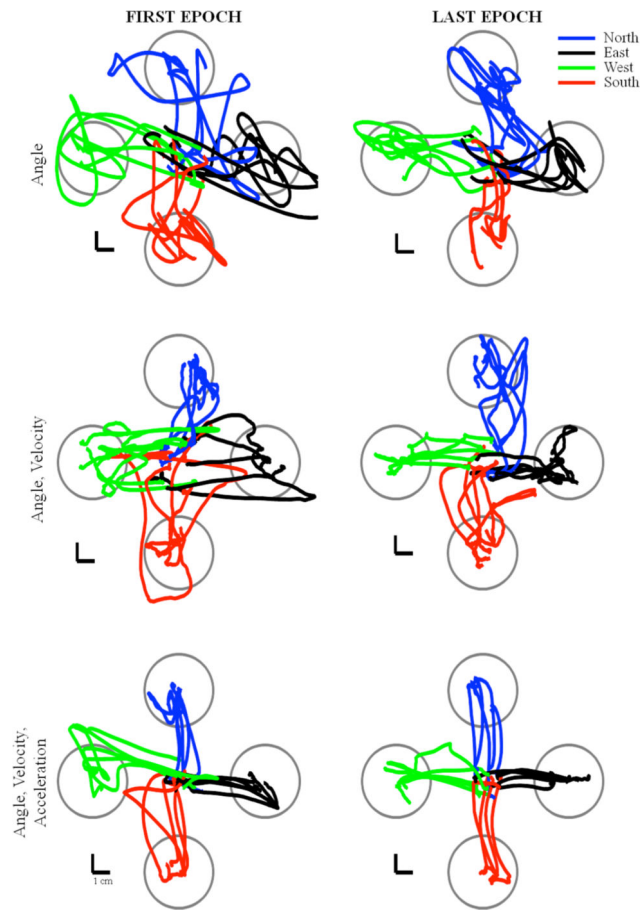 FIRST EPOCH
LAST EPOCH
North
East
West
South
Angle
Angle, Velocity
Angle, Velocity,
Acceleration
1 cm